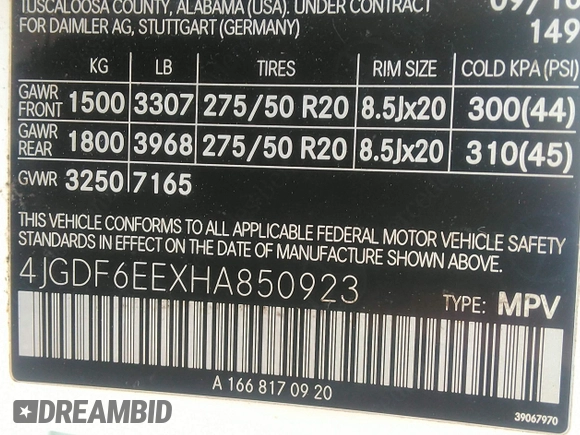 TUSCALOOSA COUNTY, ALABAMA (USA). UNDER CONTRACT
FOR DAIMLER AG, STUTTGART (GERMANY)
149
KG LB TIRES RIM SIZE COLD KPA (PSI)
GAWR FRONT 1500 3307 275/50 R20 8.5Jx20 300(44)
GAWR REAR 1800 3968 275/50 R20 8.5Jx20 310(45)
GVWR 3250 7165
THIS VEHICLE CONFORMS TO ALL APPLICABLE FEDERAL MOTOR VEHICLE SAFETY
STANDARDS IN EFFECT ON THE DATE OF MANUFACTURE SHOWN ABOVE.
4JGDF6EEXHA850923
TYPE: MPV
A 166 817 09 20
39067970
DREAMBID